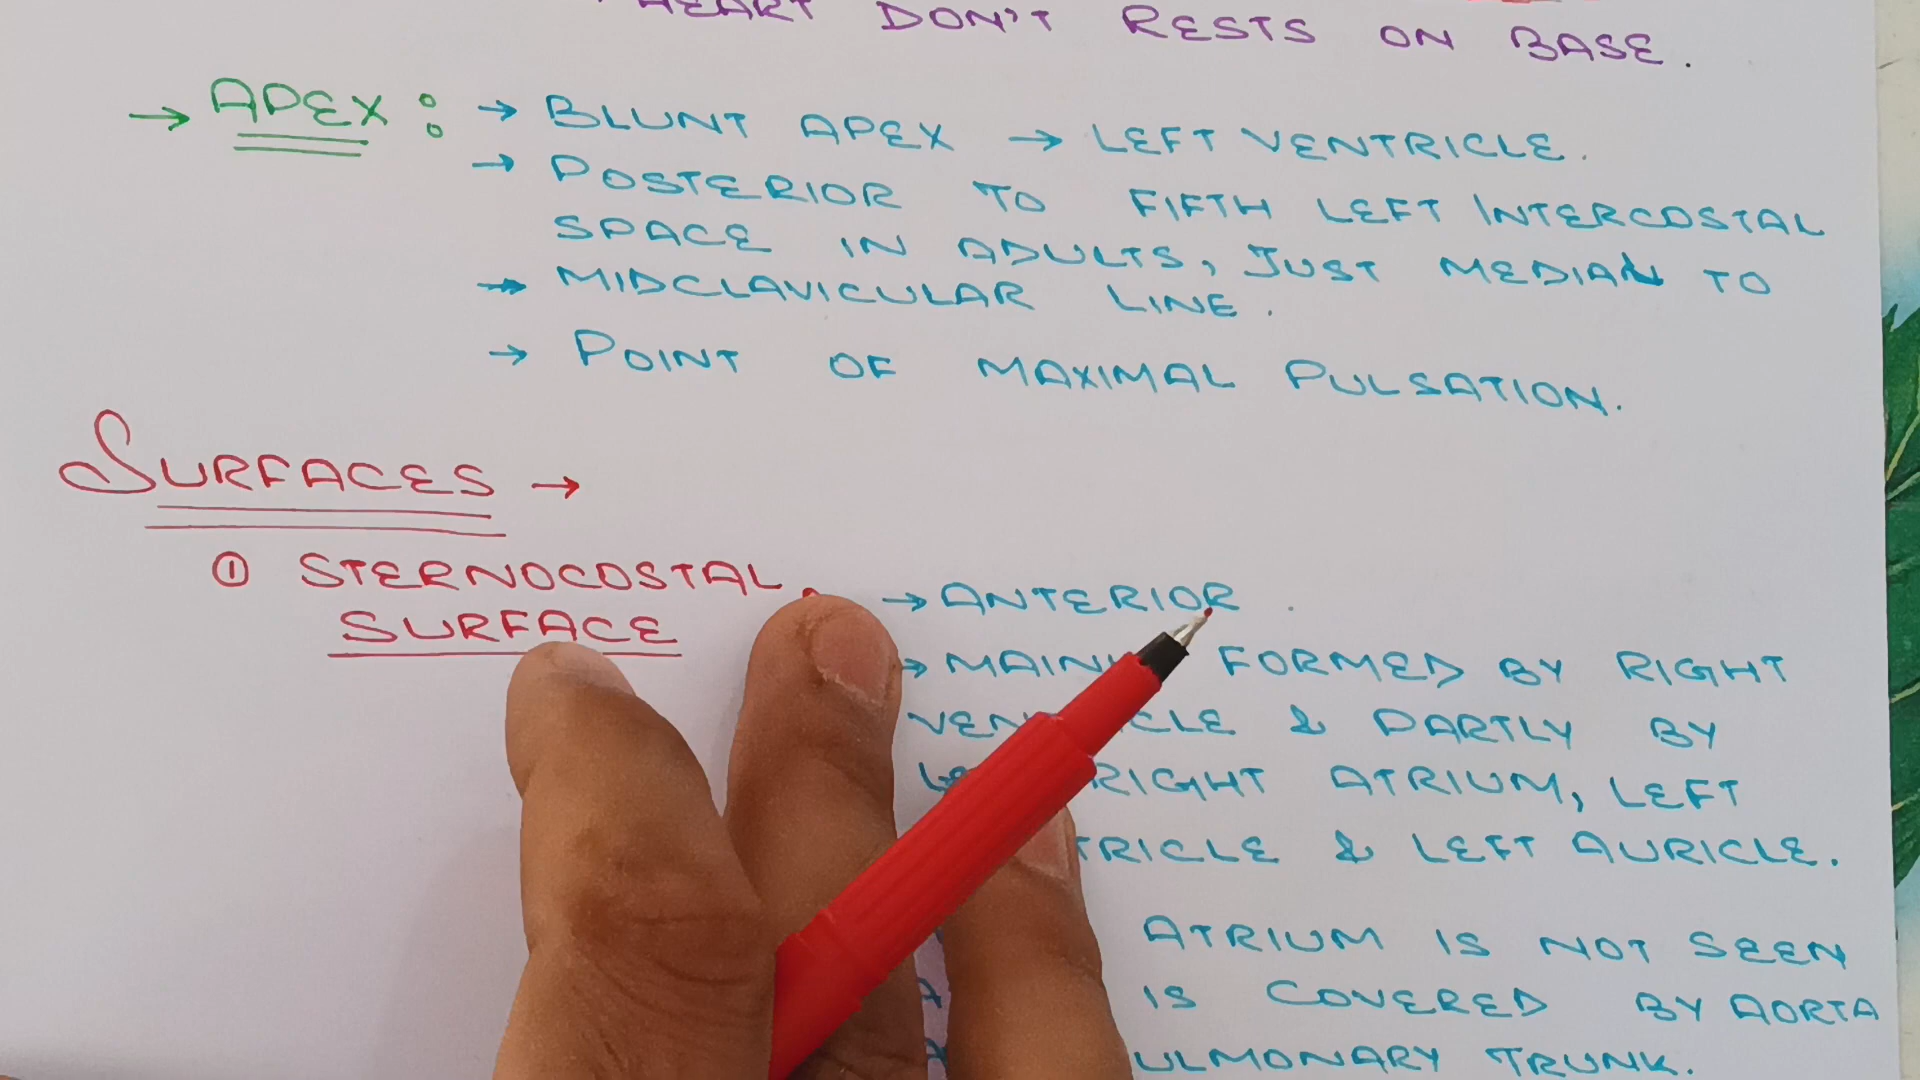 HEART DON'T RESTS ON BASE.
→ APEX : → BLUNT APEX → LEFT VENTRICLE.
→ POSTERIOR TO FIFTH LEFT INTERCOSTAL
SPACE IN ADULTS, JUST MEDIAN TO
→ MIDCLAVICULAR LINE.
→ POINT OF MAXIMAL PULSATION.
SURFACES →
① STERNOCOSTAL
SURFACE
→ ANTERIOR.
→ FORMED BY RIGHT
& PARTLY BY
RIGHT ATRIUM, LEFT
& LEFT AURICLE.
ATRIUM IS NOT SEEN
IS COVERED BY AORTA
TRUNK.